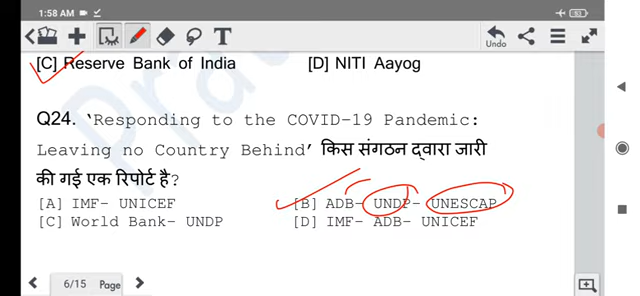 1:58 AM
53
Undo
[C] Reserve Bank of India [D] NITI Aayog
Q24. 'Responding to the COVID-19 Pandemic:
Leaving no Country Behind' किस संगठन द्वारा जारी
की गई एक रिपोर्ट है?
[A] IMF- UNICEF [B] ADB- UNDP- UNESCAP
[C] World Bank- UNDP [D] IMF- ADB- UNICEF
6/15 Page